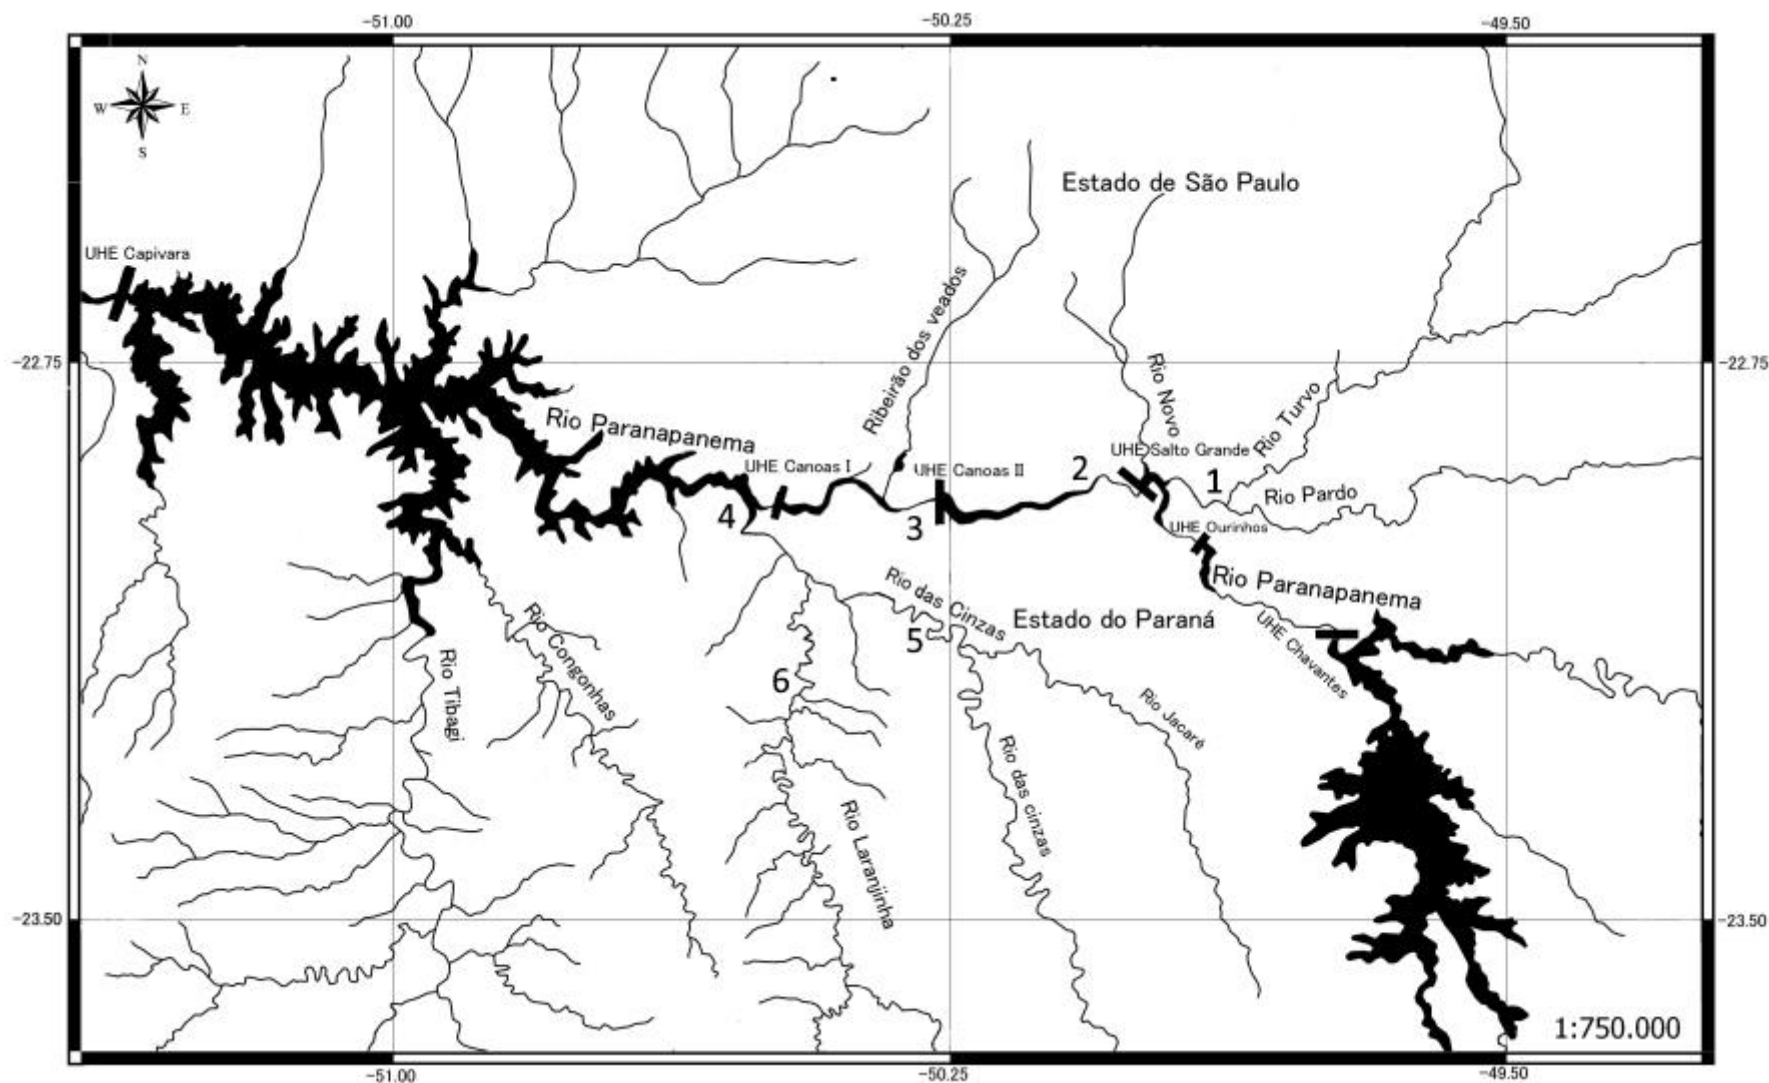 -51.00
-50.25
-49.50
N
W
E
S
Estado de São Paulo
UHE Capivara
Ribeirão dos veados
-22.75
-22.75
Rio Novo
Rio Turvo
Rio Paranapanema
UHE Salto Grande
UHE Canoas I
UHE Canoas II
2
1
Rio Pardo
4
3
UHE Ourinhos
Rio Paranapanema
Rio das Cinzas
Estado do Paraná
5
UHE Chavantes
Rio Congonhas
Rio Tibagi
6
Rio Jacaré
Rio das cinzas
Rio Laranjinha
-23.50
-23.50
1:750.000
-51.00
-50.25
-49.50